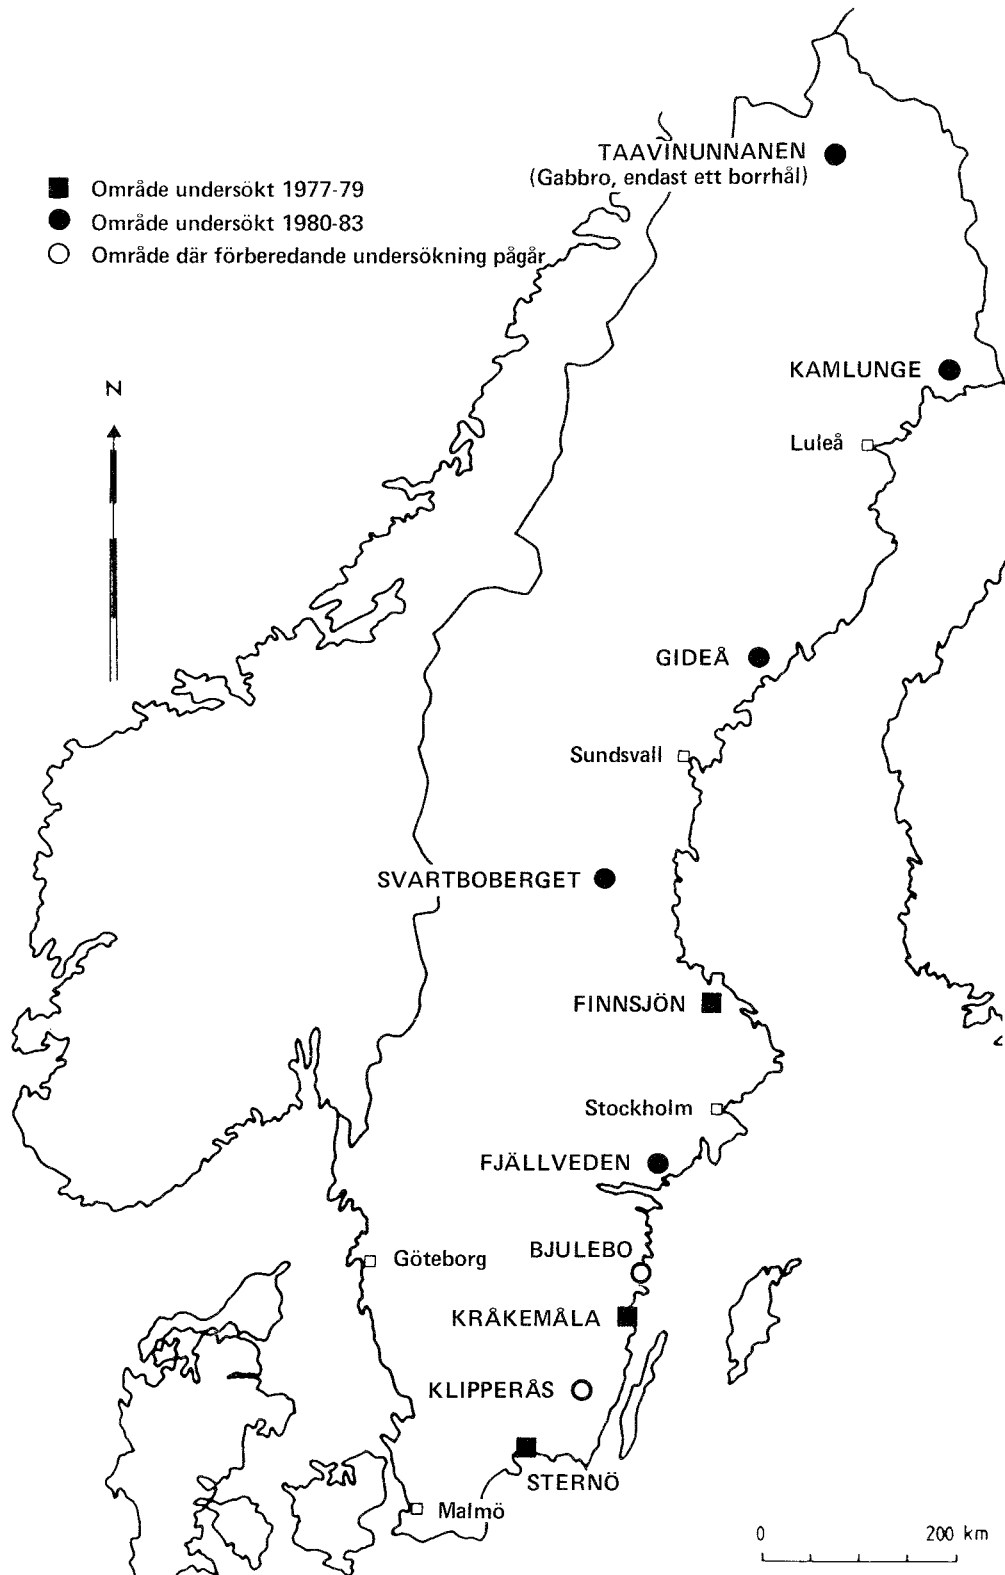 TAAVINUNNANEN
(Gabbro, endast ett borrhål)
Område undersökt 1977-79
Område undersökt 1980-83
Område där förberedande undersökning pågår
N
KAMLUNGE
Luleå
GIDEÅ
Sundsvall
SVARTBOBERGET
FINNSJÖN
Stockholm
FJÄLLVEDEN
BJULEBO
Göteborg
KRÅKEMÅLA
KLIPPERÅS
STERNÖ
Malmö
0 200 km